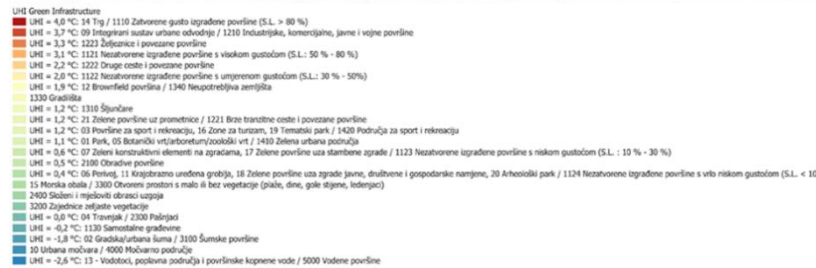 UHI Green Infrastructure
UHI = 4,0 °C: 14 Trg / 1110 Zatvorene gusto izgrađene površine (S.L. > 80 %)
UHI = 3,7 °C: 09 Integrirani sustav urbane odvodnje / 1210 Industrijske, komercijalne, javne i vojne površine
UHI = 3,3 °C: 1223 Željeznice i povezane površine
UHI = 3,1 °C: 1121 Nezatvorene izgrađene površine s visokom gustoćom (S.L.: 50 % - 80 %)
UHI = 2,2 °C: 1222 Druge ceste i povezane površine
UHI = 2,0 °C: 1122 Nezatvorene izgrađene površine s umjerenom gustoćom (S.L.: 30 % - 50%)
UHI = 1,9 °C: 12 Brownfield površina / 1340 Neupotrebljiva zemljišta
1330 Gradilišta
UHI = 1,2 °C: 1310 Šljunčare
UHI = 1,2 °C: 21 Zelene površine uz prometnice / 1221 Brze tranzitne ceste i povezane površine
UHI = 1,2 °C: 03 Površine za sport i rekreaciju, 16 Zone za turizam, 19 Tematski park / 1420 Područja za sport i rekreaciju
UHI = 1,1 °C: 01 Park, 05 Botanički vrt/arboretum/zoološki vrt / 1410 Zelena urbana područja
UHI = 0,6 °C: 07 Zeleni konstruktivni elementi na zgradama, 17 Zelene površine uza stambene zgrade / 1123 Nezatvorene izgrađene površine s niskom gustoćom (S.L. : 10 % - 30 %)
UHI = 0,5 °C: 2100 Obradive površine
UHI = 0,4 °C: 06 Perivoj, 11 Krajobrazno uređena groblja, 18 Zelene površine uz zgrade javne, društvene i gospodarske namjene, 20 Arheološki park / 1124 Nezatvorene izgrađene površine s vrlo niskom gustoćom (S.L. < 10
15 Morska obala / 3300 Otvoreni prostori s malo ili bez vegetacije (plaže, dine, gole stijene, ledenjaci)
2400 Složeni i mješoviti obrasci uzgoja
3200 Zajednice zeljaste vegetacije
UHI = 0,0 °C: 04 Travnjak / 2300 Pašnjaci
UHI = -0,2 °C: 1130 Samostalne građevine
UHI = -1,8 °C: 02 Gradska/urbana šuma / 3100 Šumske površine
10 Urbana močvara / 4000 Močvarno područje
UHI = -2,6 °C: 13 - Vodotoci, poplavna područja i površinske kopnene vode / 5000 Vodene površine